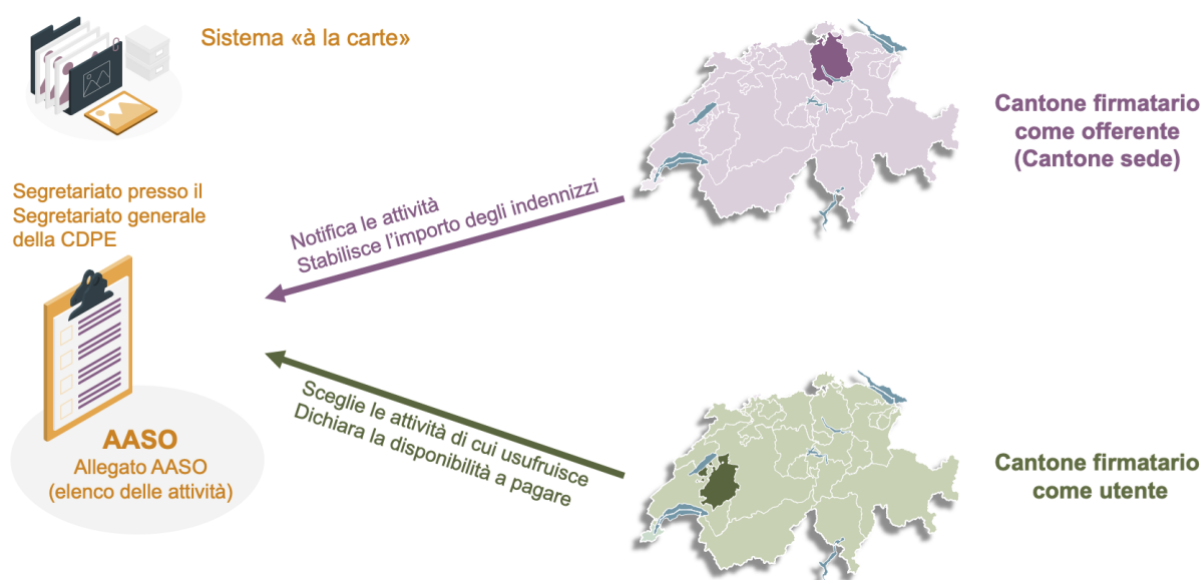 Sistema «à la carte»
Cantone firmatario
come offerente
(Cantone sede)
Segretariato presso il
Segretariato generale
della CDPE
Notifica le attività
Stabilisce l’importo degli indennizzi
Sceglie le attività di cui usufruisce
Dichiara la disponibilità a pagare
AASO
Allegato AASO
(elenco delle attività)
Cantone firmatario
come utente